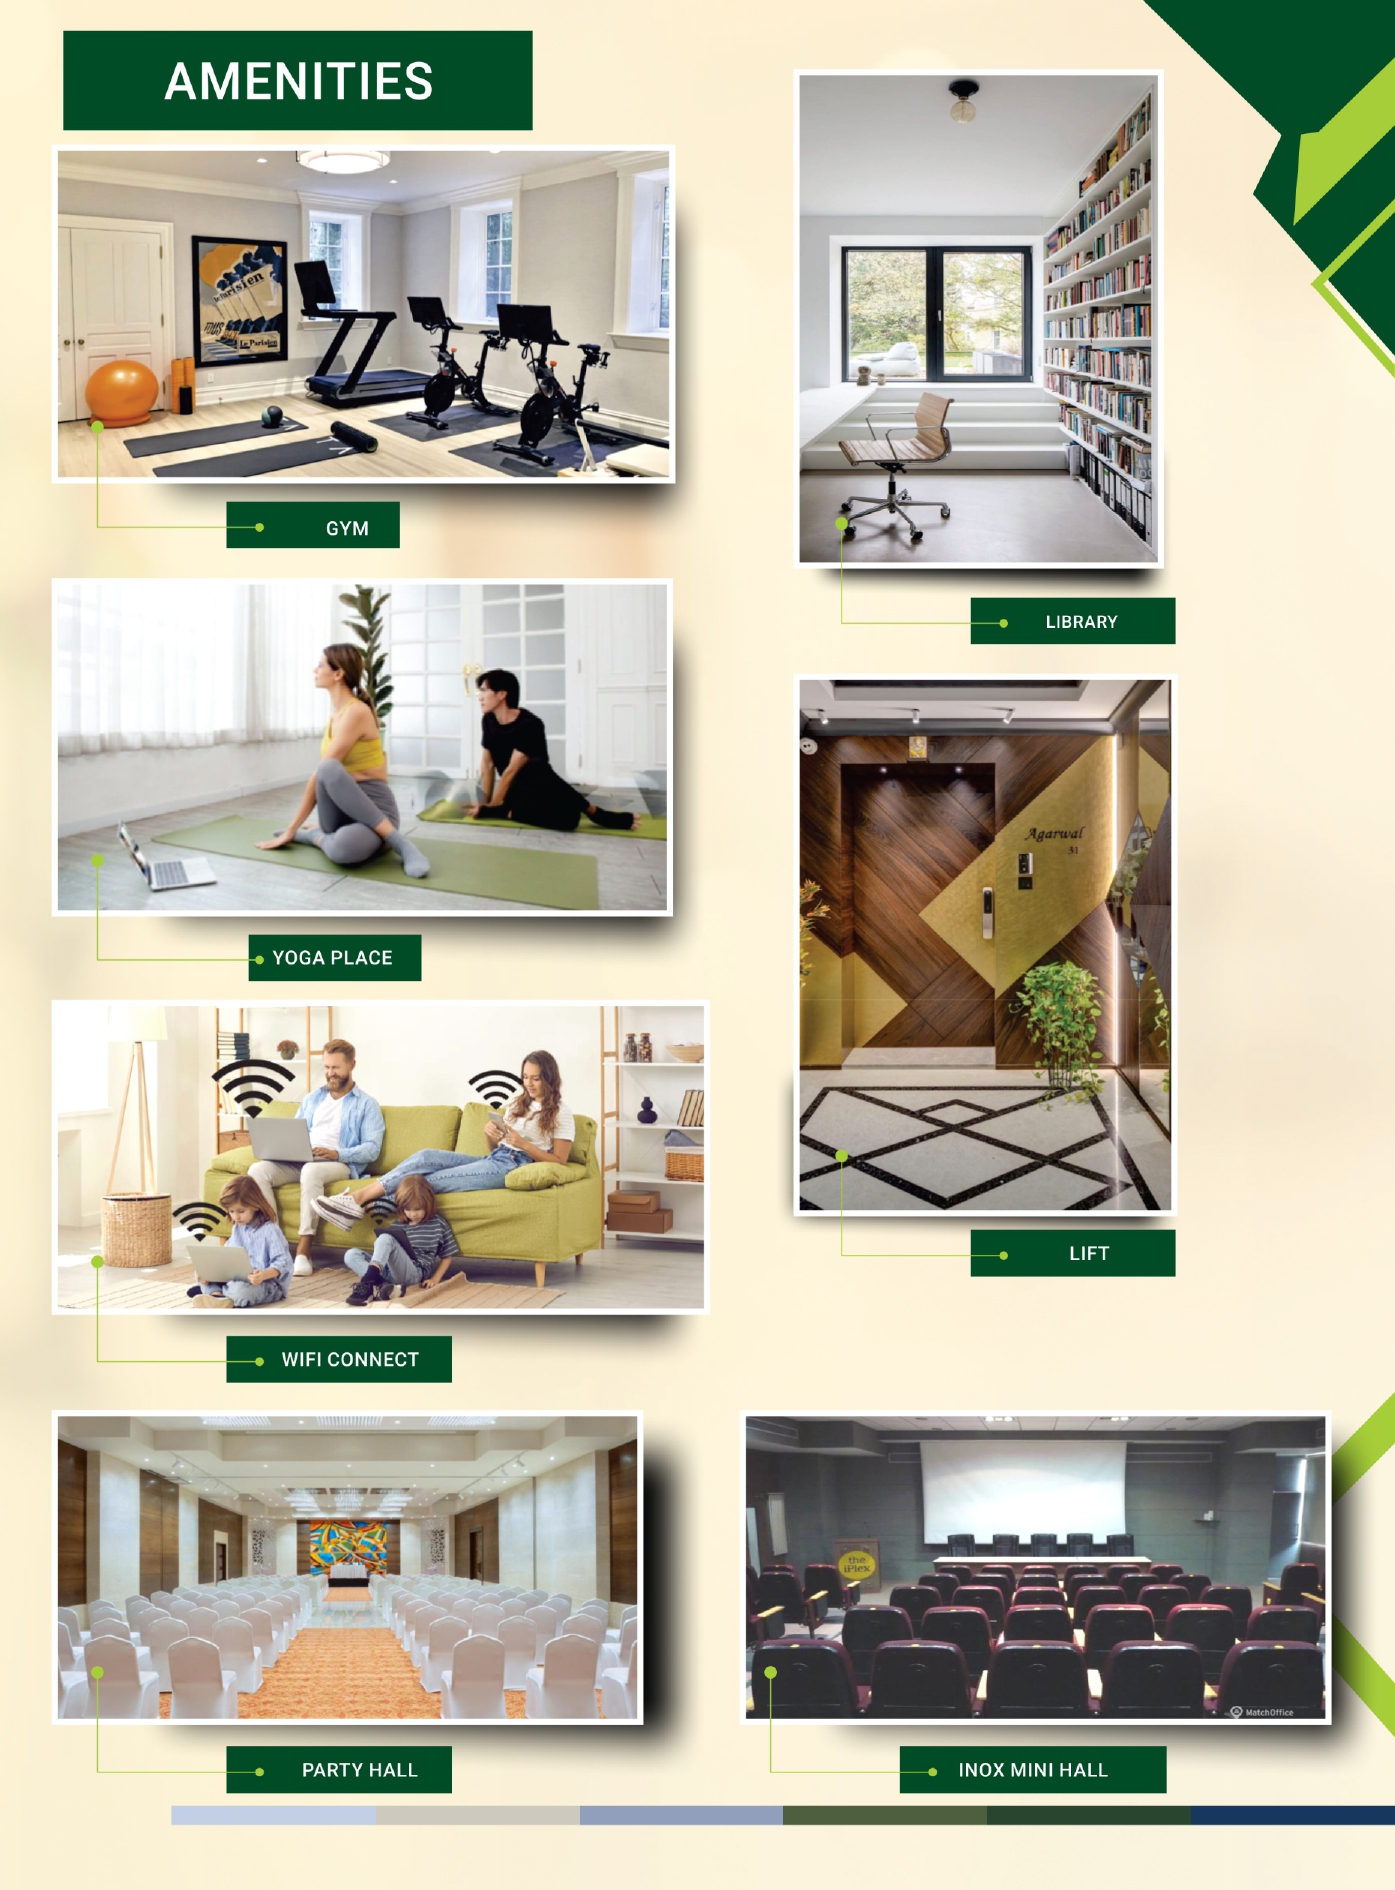 AMENITIES
le Parisien
Le Parisien
GYM
LIBRARY
YOGA PLACE
Agarwal
31
WIFI CONNECT
LIFT
the
iPlex
MatchOffice
PARTY HALL
INOX MINI HALL